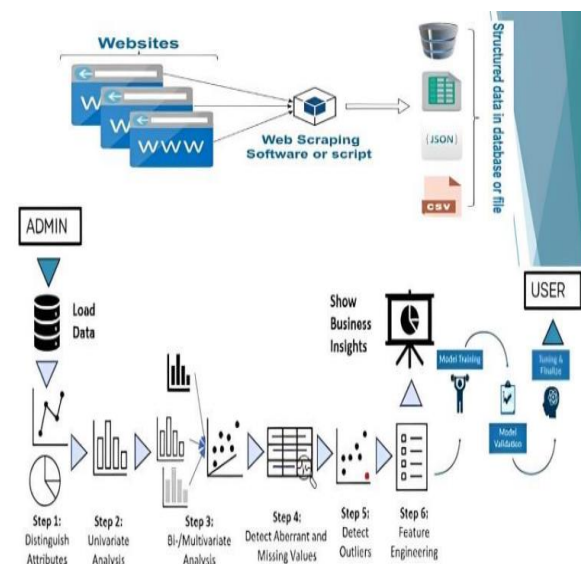 Websites
WWW
WWW
WWW
Web Scraping
Software or script
{JSON}
CSV
Structured data in database or file
ADMIN
Load
Data
Show
Business
Insights
USER
Model Training
Model
Validation
Tuning &
Finalize
Step 1:
Distinguish
Attributes
Step 2:
Univariate
Analysis
Step 3:
Bi-/Multivariate
Analysis
Step 4:
Detect Aberrant and
Missing Values
Step 5:
Detect
Outliers
Step 6:
Feature
Engineering